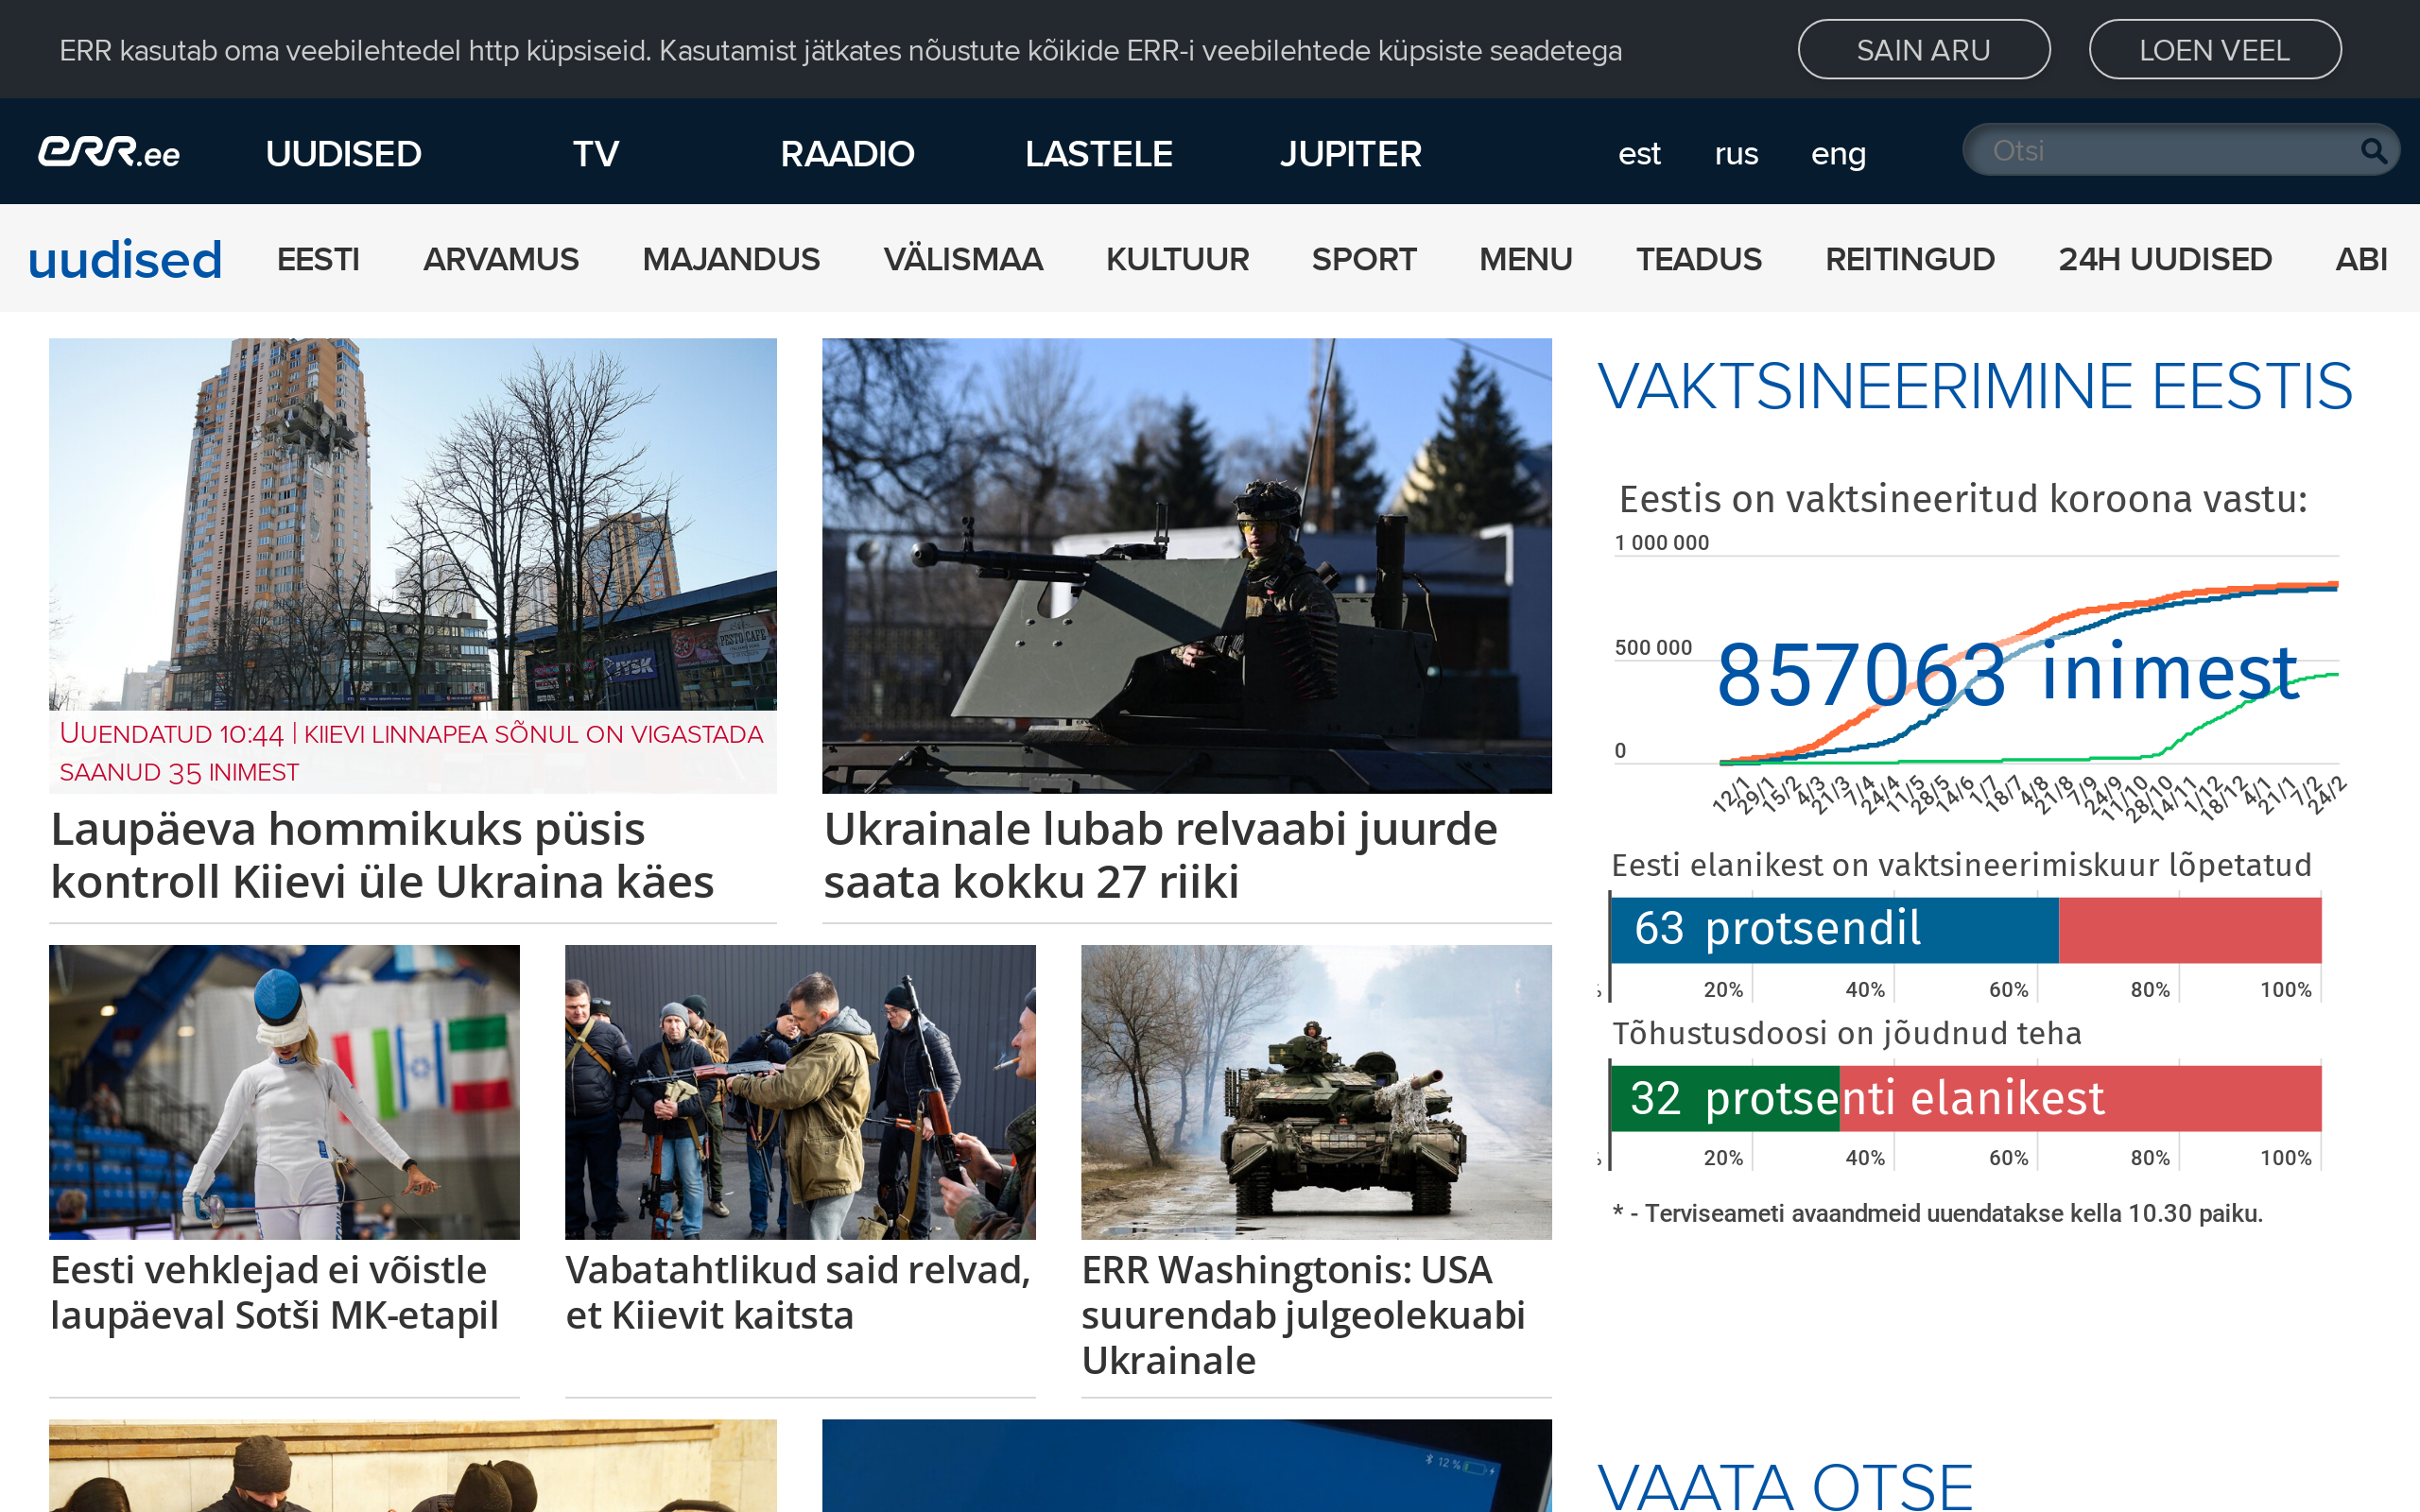 ERR kasutab oma veebilehtedel http küpsiseid. Kasutamist jätkates nõustute kõikide ERR-i veebilehtede küpsiste seadetega
SAIN ARU
LOEN VEEL
err.ee
UUDISED
TV
RAADIO
LASTELE
JUPITER
est
rus
eng
Otsi
uudised
EESTI
ARVAMUS
MAJANDUS
VÄLISMAA
KULTUUR
SPORT
MENU
TEADUS
REITINGUD
24H UUDISED
ABI
PESTO CAFE
JYSK
UUENDATUD 10:44 | KIIEVI LINNAPEA SÕNUL ON VIGASTADA
SAANUD 35 INIMEST
Laupäeva hommikuks püsis
kontroll Kiievi üle Ukraina käes
Ukrainale lubab relvaabi juurde
saata kokku 27 riiki
Eesti vehklejad ei võistle
laupäeval Sotši MK-etapil
Vabatahtlikud said relvad,
et Kiievit kaitsta
ERR Washingtonis: USA
suurendab julgeolekuabi
Ukrainale
12 %
VAKTSINEERIMINE EESTIS
Eestis on vaktsineeritud koroona vastu:
1 000 000
500 000
0
857063 inimest
12/1 29/1 15/2 4/3 21/3 7/4 24/4 11/5 28/5 14/6 1/7 18/7 4/8 21/8 7/9 24/9 11/10 28/10 14/11 1/12 18/12 4/1 21/1 7/2 24/2
Eesti elanikest on vaktsineerimiskuur lõpetatud
63 protsendil
20% 40% 60% 80% 100%
Tõhustusdoosi on jõudnud teha
32 protsenti elanikest
20% 40% 60% 80% 100%
* - Terviseameti avaandmeid uuendatakse kella 10.30 paiku.
VAATA OTSE